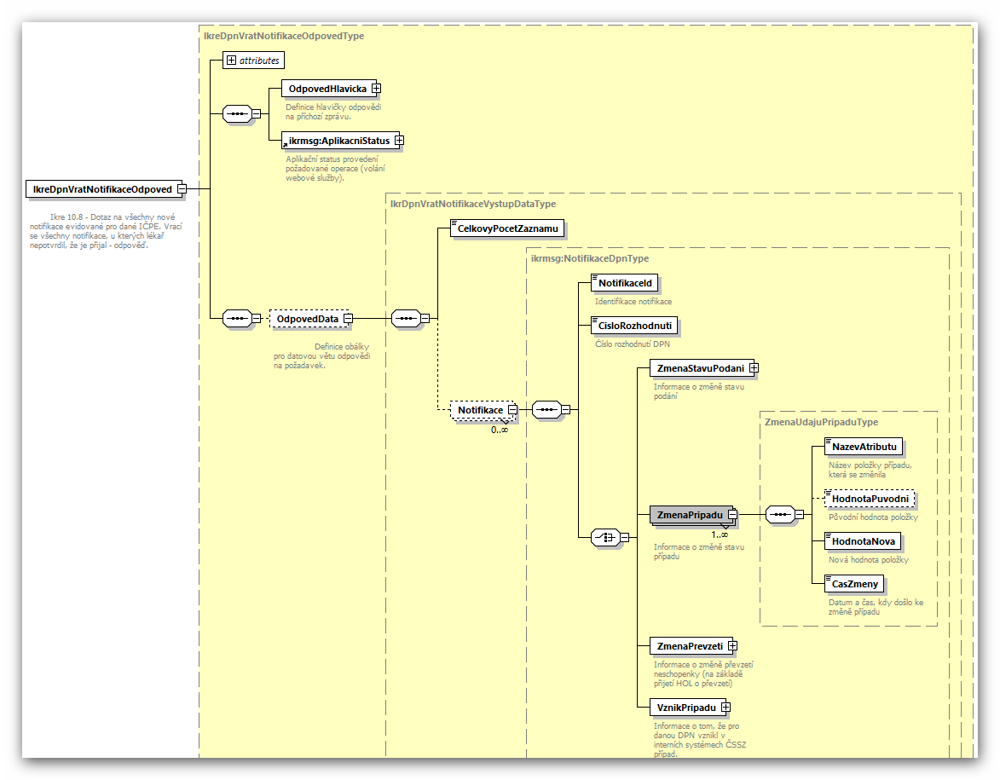 IkreDpnVratNotifikaceOdpovedType
attributes
OdpovedHlavicka
Definice hlavičky odpovědi
na příchozí zprávu.
ikrmsg:AplikacniStatus
Aplikační status provedení
požadované operace (volání
webové služby).
IkreDpnVratNotifikaceOdpoved
Ikre 10.8 - Dotaz na všechny nové
notifikace evidované pro dané IČPE. Vrací
se všechny notifikace, u kterých lékař
nepotvrdil, že je přijal - odpověď.
IkrDpnVratNotifikaceVystupDataType
CelkovyPocetZaznamu
ikrmsg:NotifikaceDpnType
NotifikaceId
Identifikace notifikace
OdpovedData
Definice obálky
pro datovou větu odpovědi
na požadavek.
CisloRozhodnuti
Číslo rozhodnutí DPN
ZmenaStavuPodani
Informace o změně stavu
podání
Notifikace
0..∞
ZmenaUdajuPripaduType
NazevAtributu
Název položky případu,
která se změnila
HodnotaPuvodni
Původní hodnota položky
ZmenaPripadu
1..∞
Informace o změně stavu
případu
HodnotaNova
Nová hodnota položky
CasZmeny
Datum a čas, kdy došlo ke
změně případu
ZmenaPrevzeti
Informace o změně převzetí
neschopenky (na základě
přijetí HOL o převzetí)
VznikPripadu
Informace o tom, že pro
danou DPN vznikl v
interních systémech ČSSZ
případ.